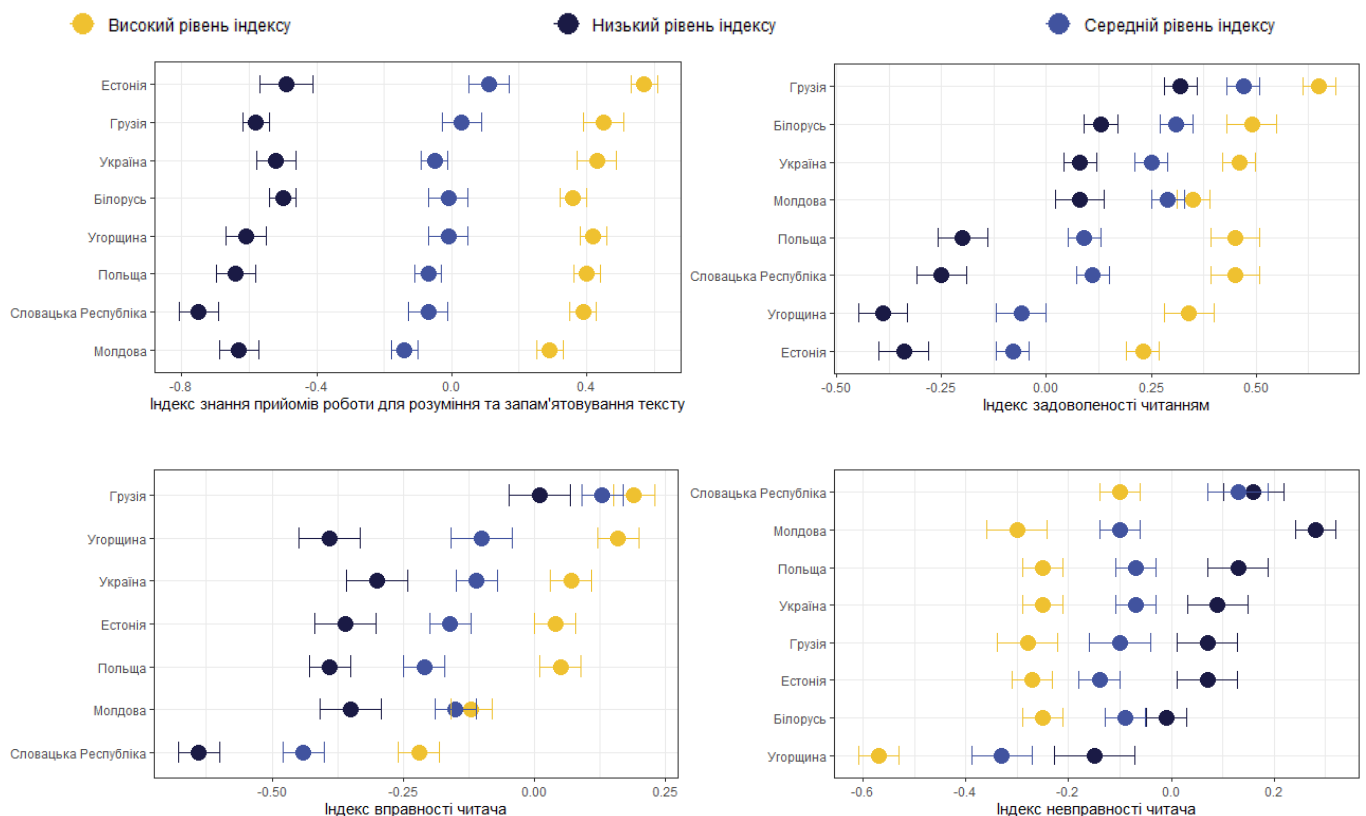 Високий рівень індексу
Низький рівень індексу
Середній рівень індексу
Естонія
Грузія
Україна
Білорусь
Угорщина
Польща
Словацька Республіка
Молдова
-0.8
-0.4
0.0
0.4
Індекс знання прийомів роботи для розуміння та запам'ятовування тексту
Грузія
Білорусь
Україна
Молдова
Польща
Словацька Республіка
Угорщина
Естонія
-0.50
-0.25
0.00
0.25
0.50
Індекс задоволеності читанням
Грузія
Угорщина
Україна
Естонія
Польща
Молдова
Словацька Республіка
-0.50
-0.25
0.00
0.25
Індекс вправності читача
Словацька Республіка
Молдова
Польща
Україна
Грузія
Естонія
Білорусь
Угорщина
-0.6
-0.4
-0.2
0.0
0.2
Індекс невправності читача